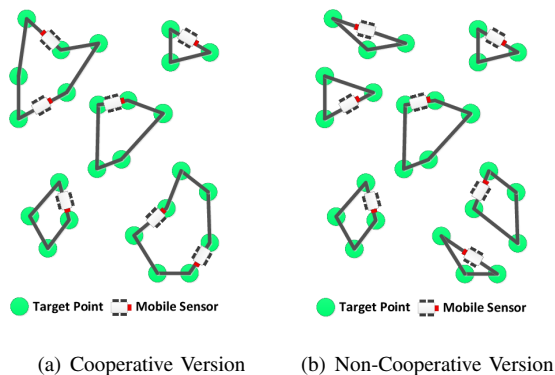 Target Point Mobile Sensor Target Point Mobile Sensor
(a) Cooperative Version (b) Non-Cooperative Version